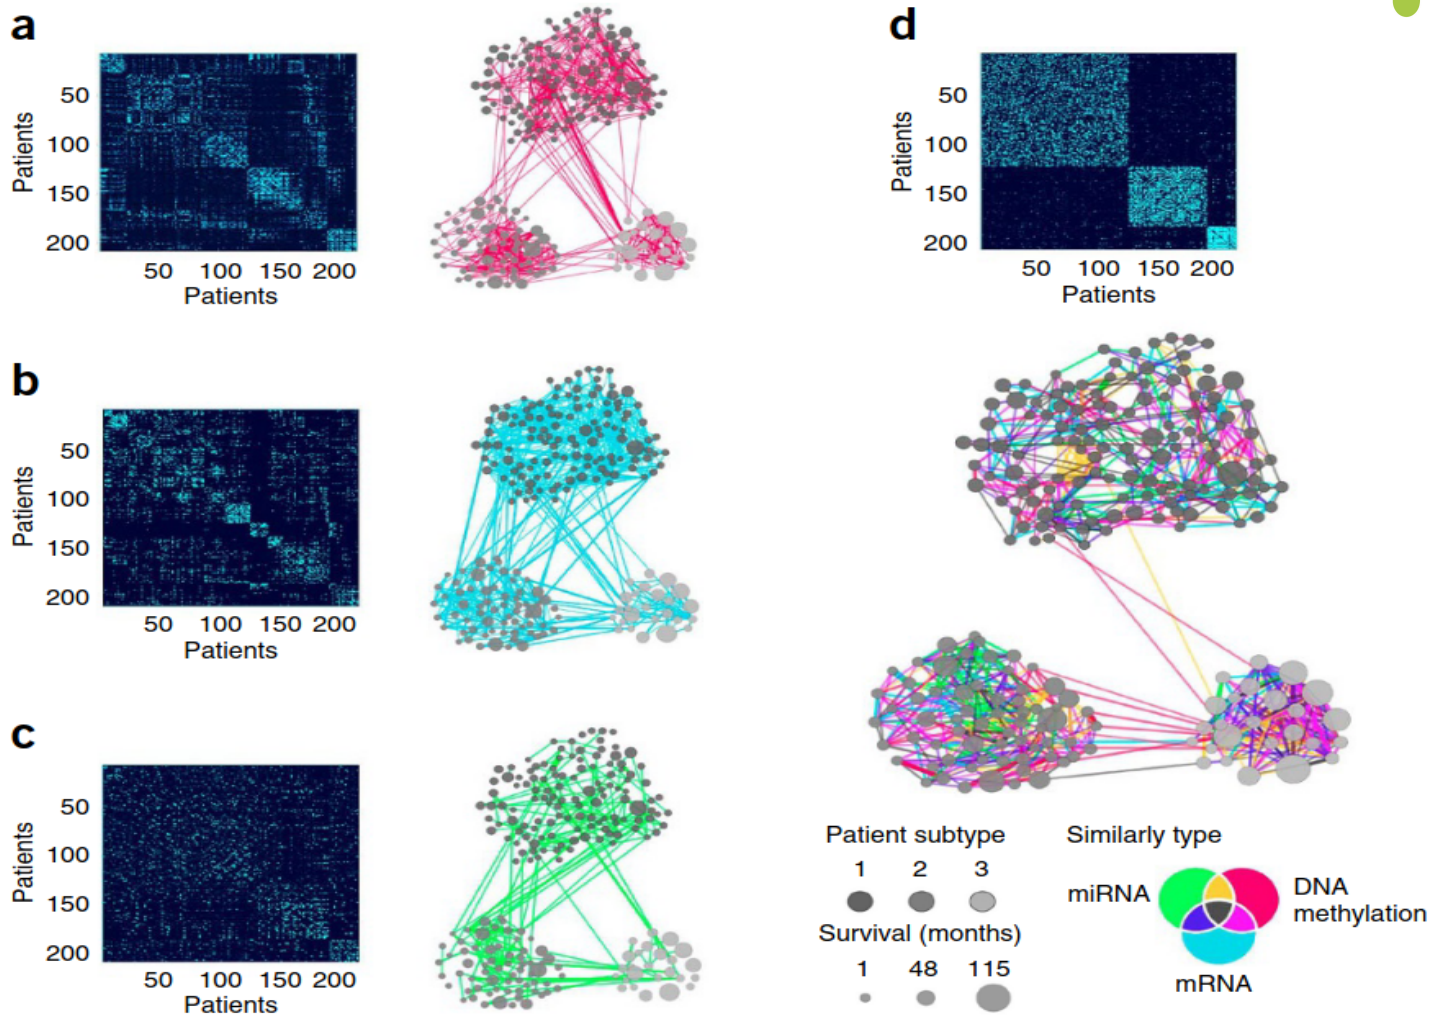 a
Patients
50
100
150
200
50 100 150 200
Patients
b
Patients
50
100
150
200
50 100 150 200
Patients
c
Patients
50
100
150
200
50 100 150 200
Patients
d
Patients
50
100
150
200
50 100 150 200
Patients
Patient subtype
1 2 3
Survival (months)
1 48 115
Similarly type
miRNA
DNA
methylation
mRNA